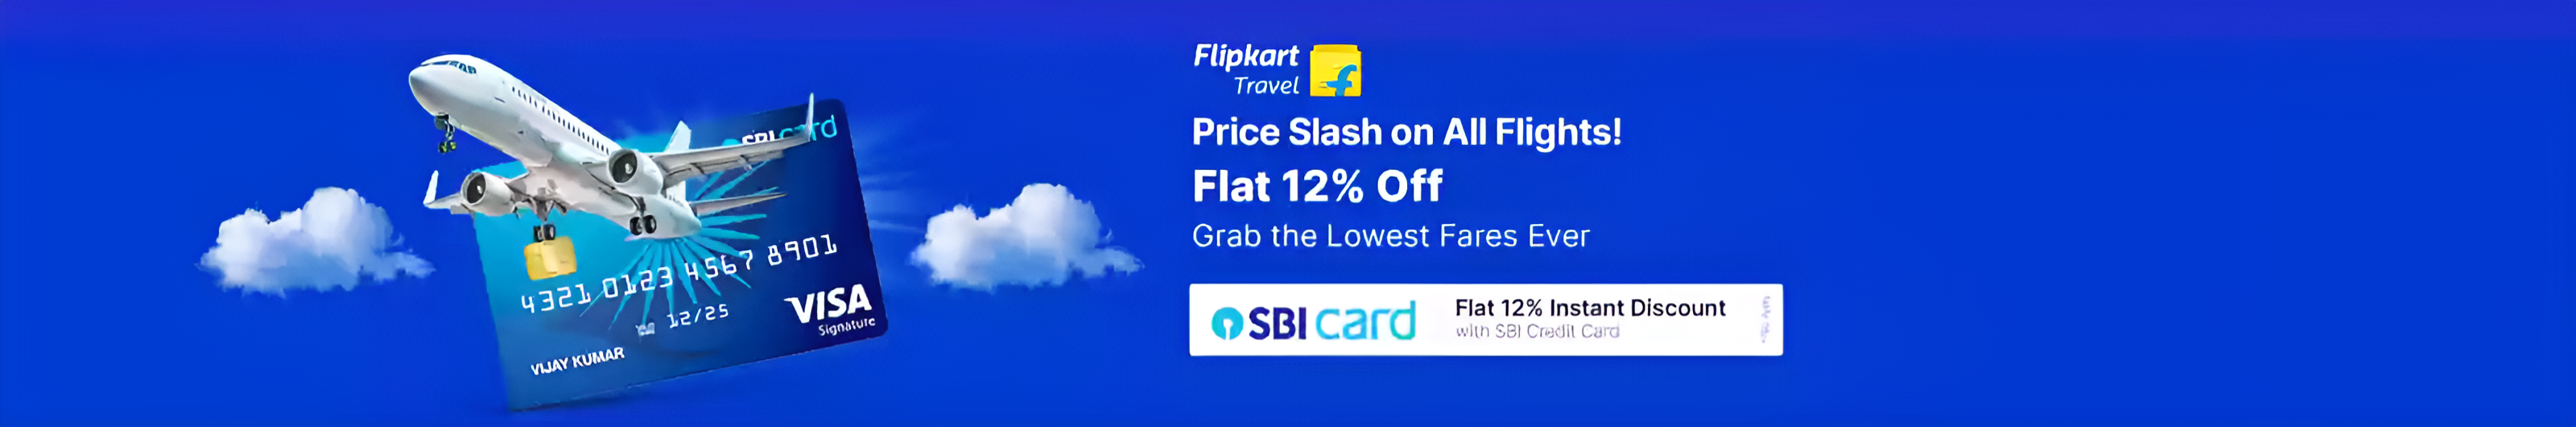 Flipkart
Travel
Price Slash on All Flights!
Flat 12% Off
Grab the Lowest Fares Ever
SBI card
Flat 12% Instant Discount
with SBI Credit Card
SBI card
4321 0123 4567 8901
12/25
VISA
Signature
VIJAY KUMAR